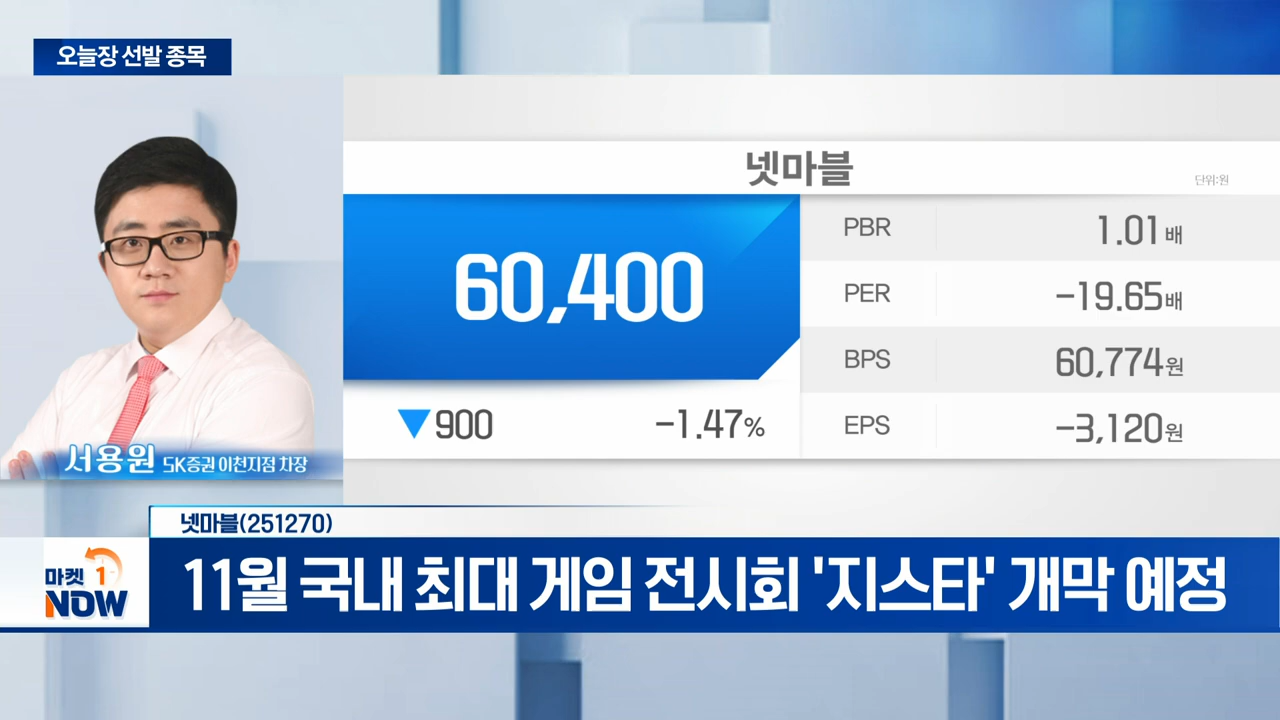 오늘장 선발 종목
넷마블
단위:원
60,400
▼900 -1.47%
PBR 1.01배
PER -19.65배
BPS 60,774원
EPS -3,120원
서용원 SK증권 이천지점 차장
넷마블(251270)
마켓 1
NOW
11월 국내 최대 게임 전시회 '지스타' 개막 예정